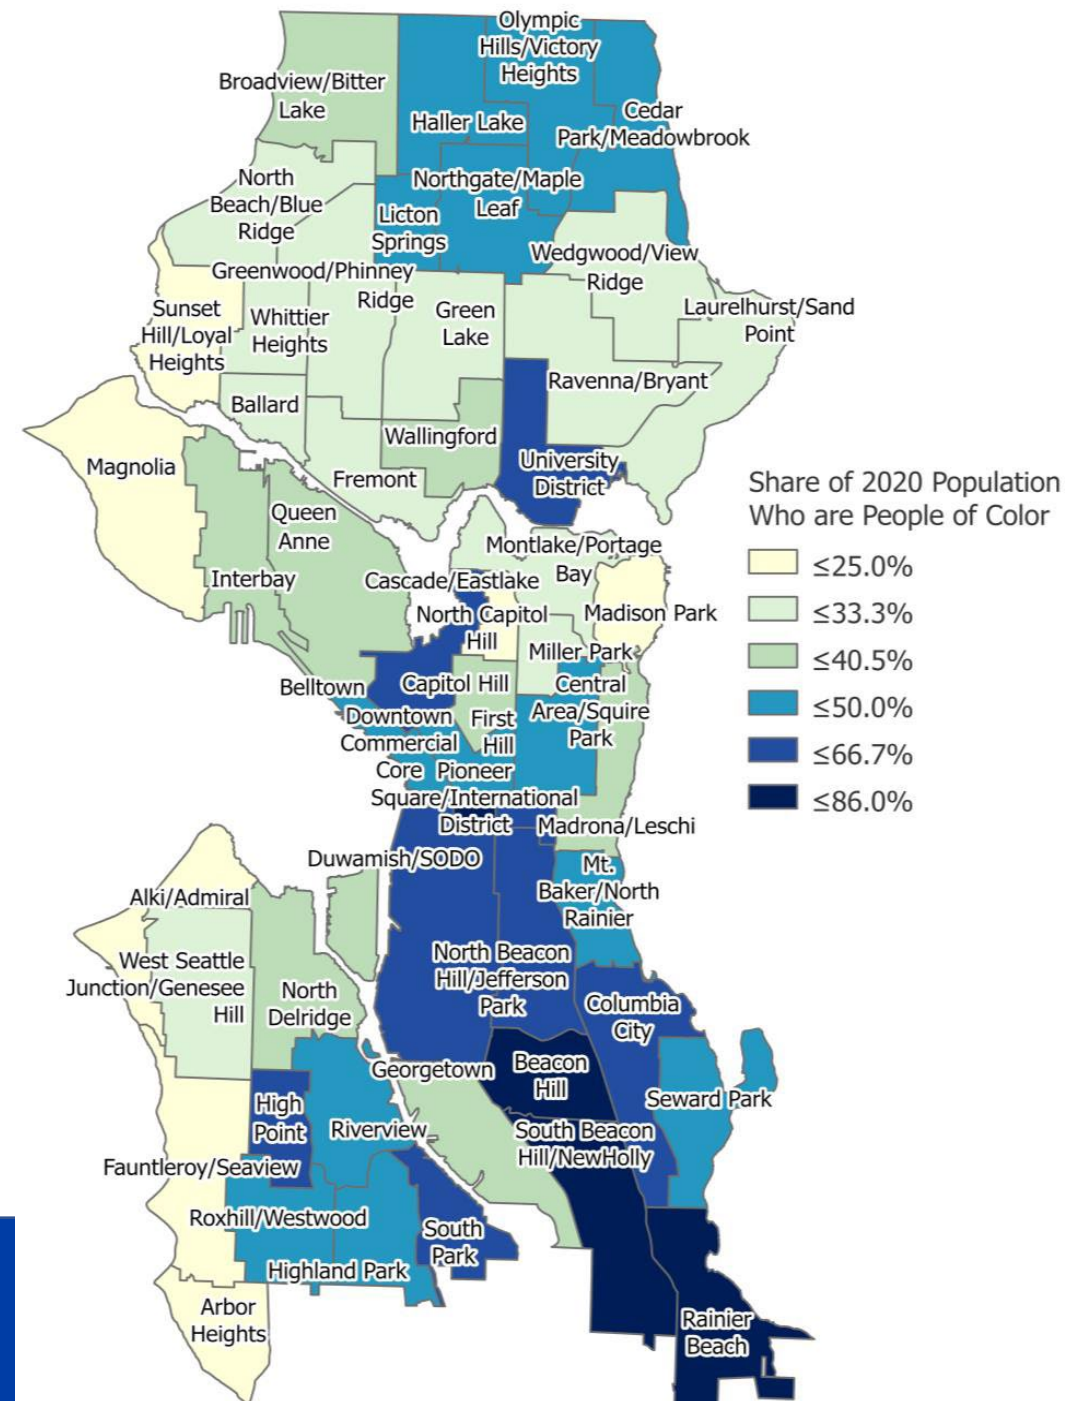 Olympic
Hills/Victory
Heights
Broadview/Bitter
Lake
Haller Lake
Cedar
Park/Meadowbrook
North
Beach/Blue
Ridge
Northgate/Maple
Leaf
Licton
Springs
Wedgwood/View
Ridge
Greenwood/Phinney
Ridge
Sunset
Hill/Loyal
Heights
Whittier
Heights
Green
Lake
Laurelhurst/Sand
Point
Ballard
Ravenna/Bryant
Wallingford
Magnolia
Fremont
University
District
Queen
Anne
Interbay
Montlake/Portage
Bay
Cascade/Eastlake
North Capitol
Hill
Madison Park
Miller Park
Belltown
Capitol Hill
Central
Area/Squire
Park
Downtown
Commercial
Core
First
Hill
Pioneer
Square/International
District
Madrona/Leschi
Duwamish/SODO
Mt.
Baker/North
Rainier
Alki/Admiral
West Seattle
Junction/Genesee
Hill
North
Delridge
North Beacon
Hill/Jefferson
Park
Columbia
City
Georgetown
Beacon
Hill
Seward Park
High
Point
Riverview
South Beacon
Hill/NewHolly
Fauntleroy/Seaview
Roxhill/Westwood
South
Park
Highland Park
Arbor
Heights
Rainier
Beach
Share of 2020 Population
Who are People of Color
≤25.0%
≤33.3%
≤40.5%
≤50.0%
≤66.7%
≤86.0%